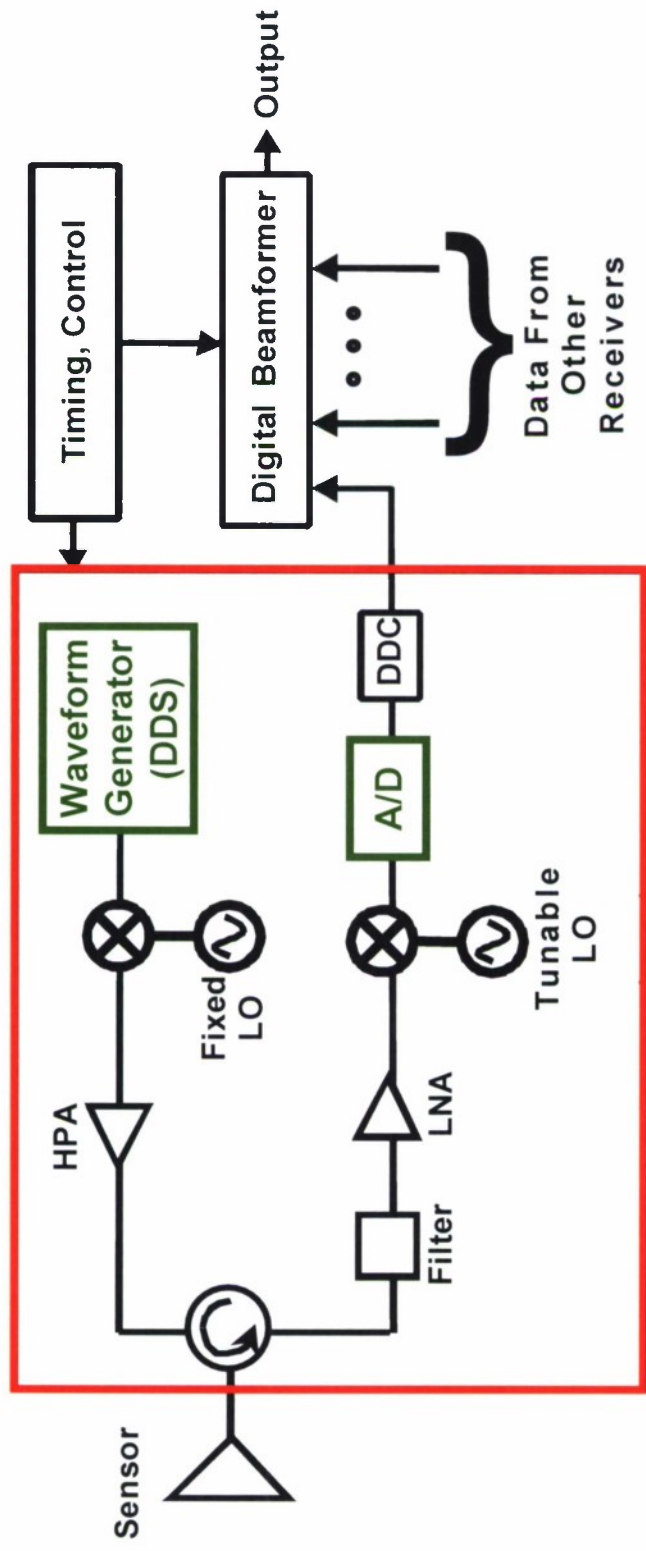 Sensor
HPA
Fixed
LO
Waveform
Generator
(DDS)
Timing, Control
Filter
LNA
Tunable
LO
A/D
DDC
Digital Beamformer
Output
Data From
Other
Receivers